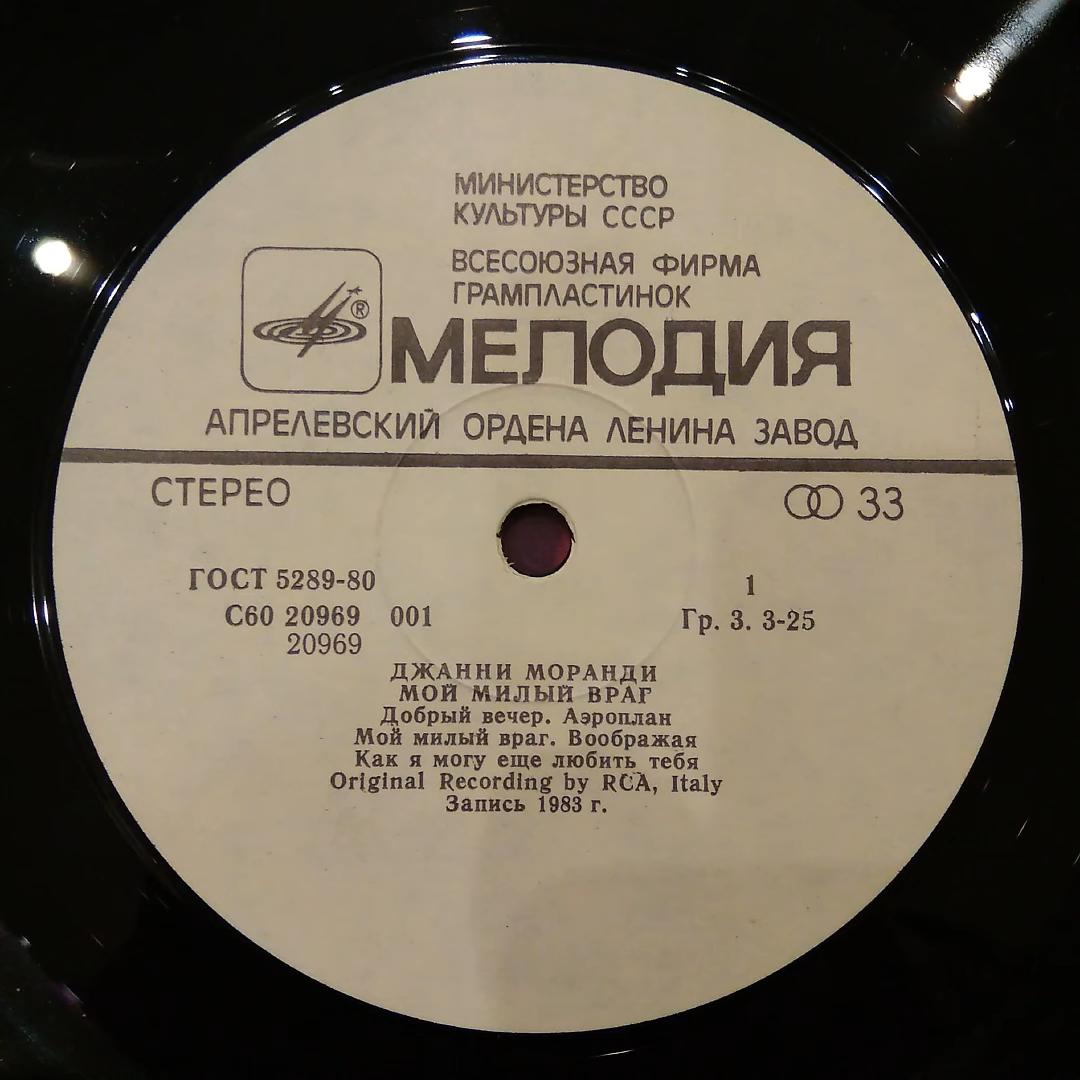 МИНИСТЕРСТВО
КУЛЬТУРЫ СССР
ВСЕСОЮЗНАЯ ФИРМА
ГРАМПЛАСТИНОК
®
МЕЛОДИЯ
АПРЕЛЕВСКИЙ ОРДЕНА ЛЕНИНА ЗАВОД
СТЕРЕО
33
ГОСТ 5289-80
1
С60 20969 001
Гр. 3. 3-25
20969
ДЖАННИ МОРАНДИ
МОЙ МИЛЫЙ ВРАГ
Добрый вечер. Аэроплан
Мой милый враг. Воображая
Как я могу еще любить тебя
Original Recording by RCA, Italy
Запись 1983 г.